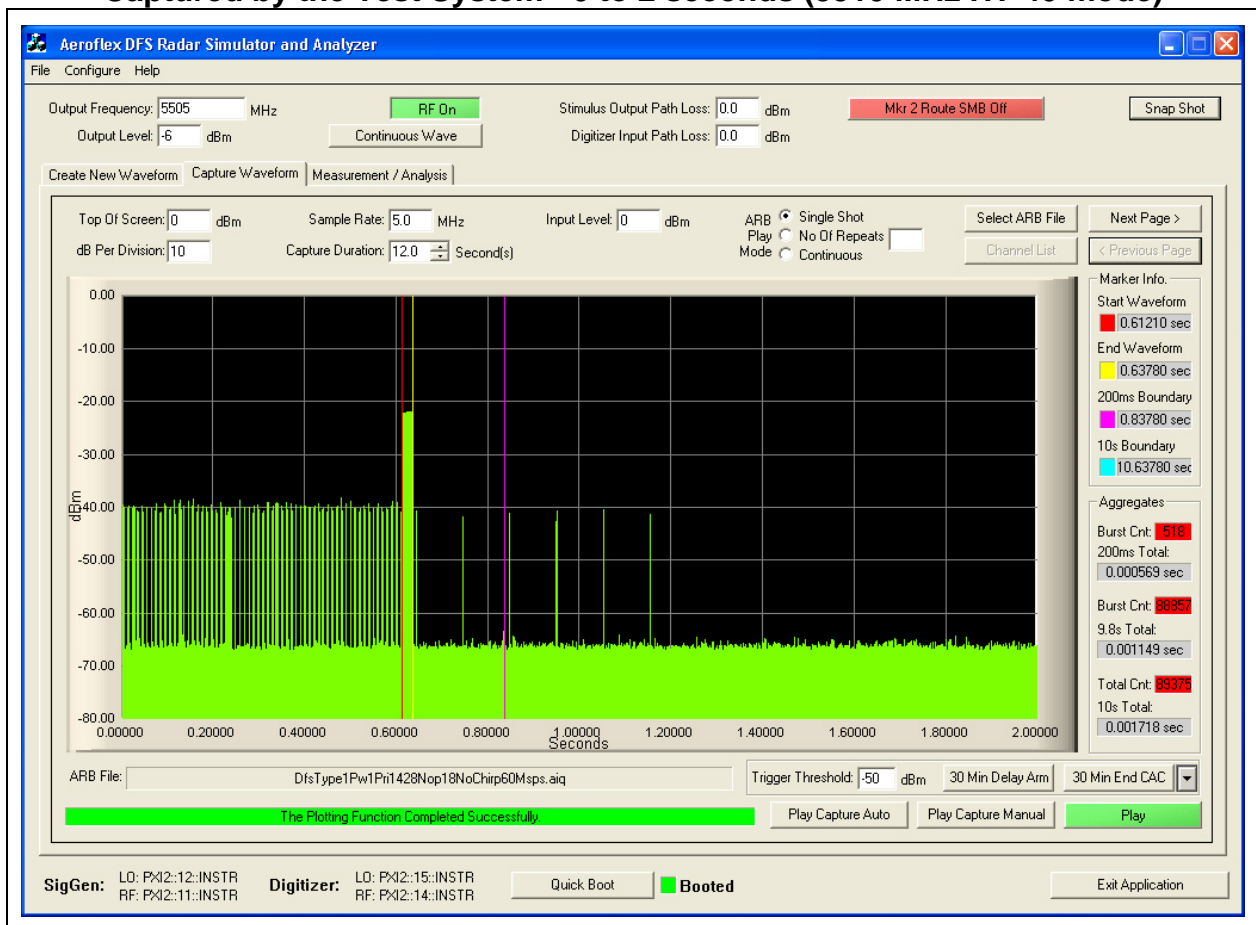 Captured by the Test System - 0 to 2 seconds (5510 MHz HT-40 Mode)
Aeroflex DFS Radar Simulator and Analyzer
File Configure Help
Output Frequency: 5505 MHz RF On Stimulus Output Path Loss: 0.0 dBm Mkr 2 Route SMB Off Snap Shot
Output Level: -6 dBm Continuous Wave Digitizer Input Path Loss: 0.0 dBm
Create New Waveform Capture Waveform Measurement / Analysis
Top Of Screen: 0 dBm Sample Rate: 5.0 MHz Input Level: 0 dBm ARB Play Mode Single Shot Select ARB File Next Page >
No Of Repeats
dB Per Division: 10 Capture Duration: 12.0 Second(s) Continuous Channel List < Previous Page
Marker Info.
Start Waveform
0.61210 sec
End Waveform
0.63780 sec
200ms Boundary
0.83780 sec
10s Boundary
10.63780 sec
Aggregates
Burst Cnt: 518
200ms Total:
0.000569 sec
Burst Cnt: 88857
9.8s Total:
0.001149 sec
Total Cnt: 89375
10s Total:
0.001718 sec
0.00
-10.00
-20.00
-30.00
-40.00
-50.00
-60.00
-70.00
-80.00
dBm
0.00000 0.20000 0.40000 0.60000 0.80000 1.00000 1.20000 1.40000 1.60000 1.80000 2.00000
Seconds
ARB File: DfsType1Pw1Pri1428Nop18NoChirp60Msps.aiq Trigger Threshold: -50 dBm 30 Min Delay Arm 30 Min End CAC
The Plotting Function Completed Successfully. Play Capture Auto Play Capture Manual Play
SigGen: LO: PXI2::12::INSTR Digitizer: LO: PXI2::15::INSTR Quick Boot Booted Exit Application
RF: PXI2::11::INSTR RF: PXI2::14::INSTR